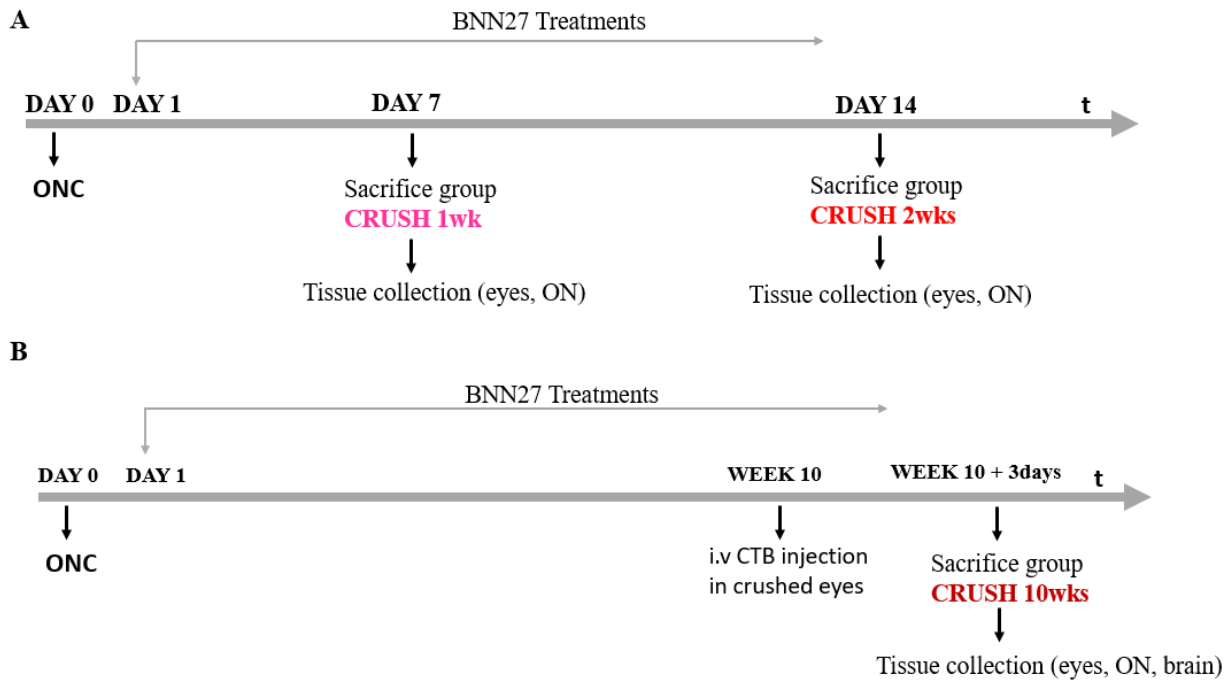 A
BNN27 Treatments
DAY 0 DAY 1 DAY 7 DAY 14 t
ONC
Sacrifice group
CRUSH 1wk
Tissue collection (eyes, ON)
Sacrifice group
CRUSH 2wks
Tissue collection (eyes, ON)
B
BNN27 Treatments
DAY 0 DAY 1 WEEK 10 WEEK 10 + 3days t
ONC
i.v CTB injection
in crushed eyes
Sacrifice group
CRUSH 10wks
Tissue collection (eyes, ON, brain)